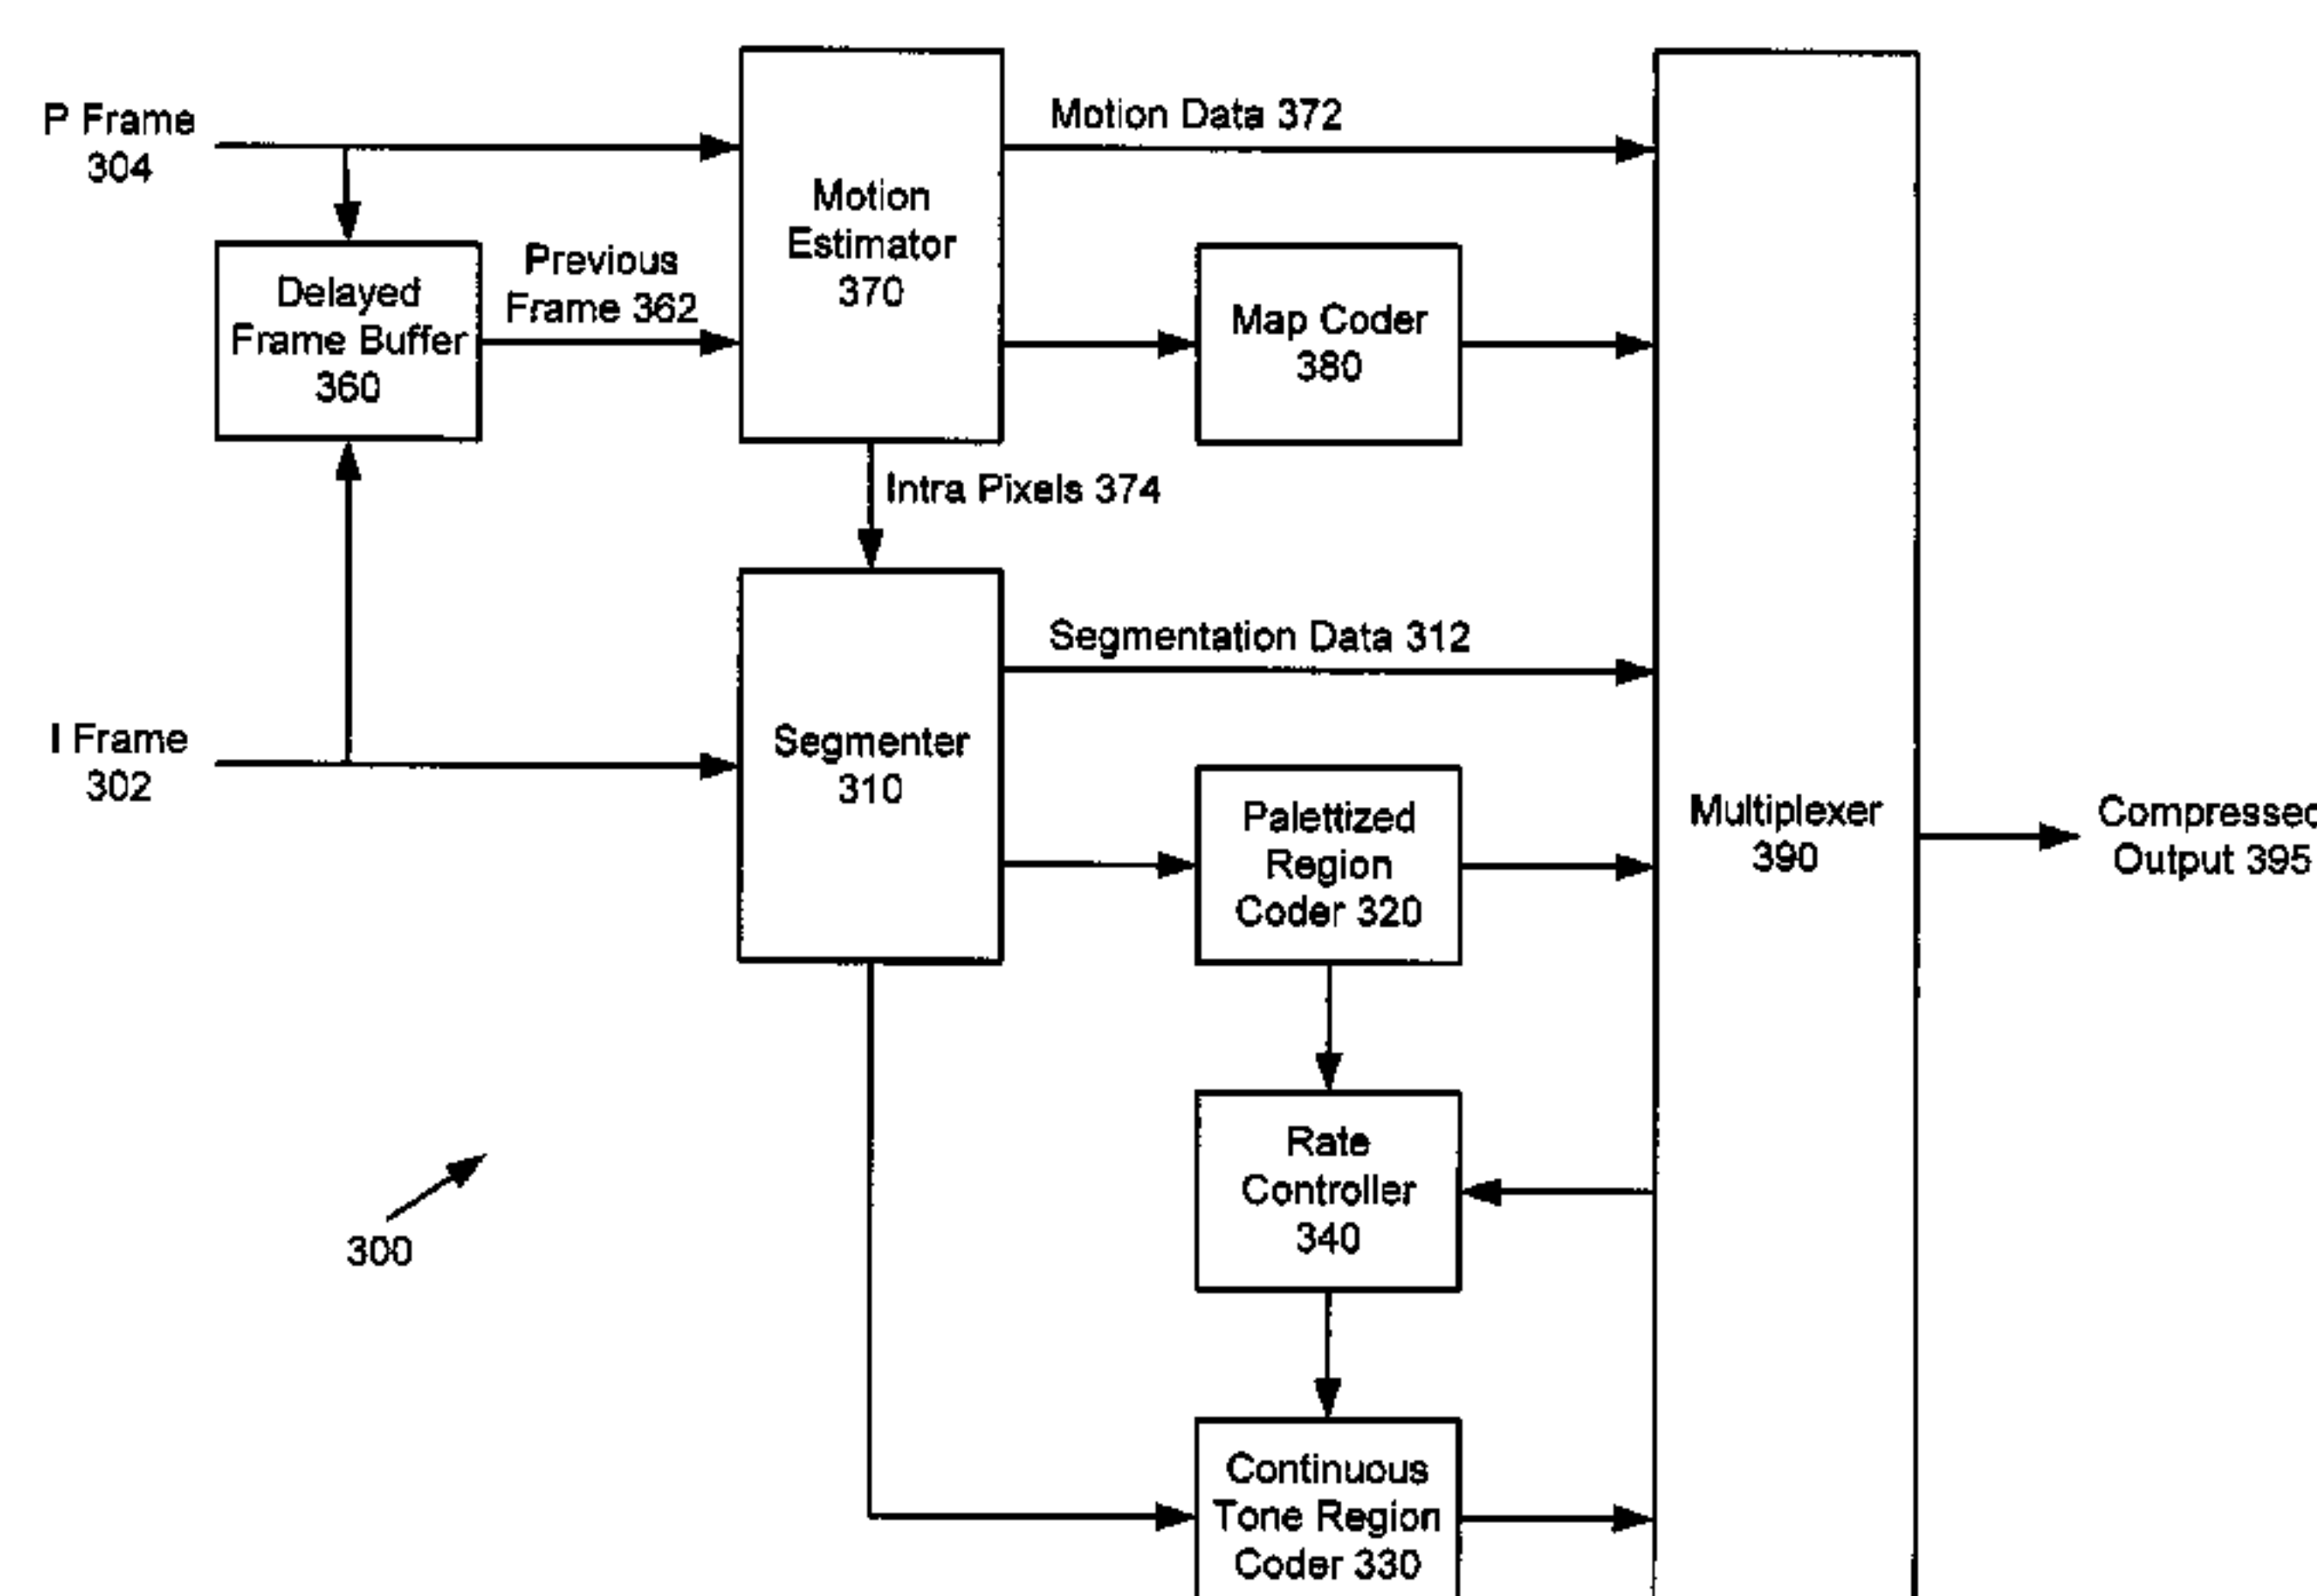 P Frame
304
Delayed
Frame Buffer
360
Previous
Frame 362
Motion
Estimator
370
Motion Data 372
Map Coder
380
Intra Pixels 374
I Frame
302
Segmenter
310
Segmentation Data 312
Palettized
Region
Coder 320
Rate
Controller
340
Continuous
Tone Region
Coder 330
Multiplexer
390
Compressed
Output 395
300